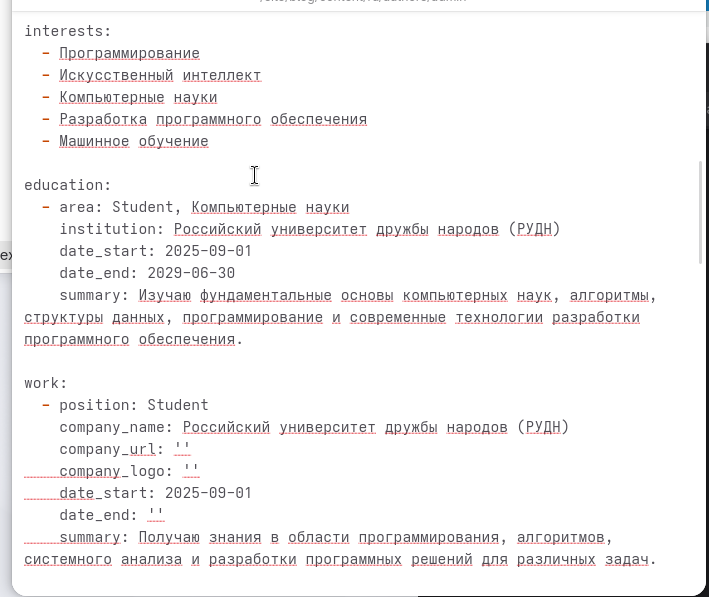 interests:
  - Программирование
  - Искусственный интеллект
  - Компьютерные науки
  - Разработка программного обеспечения
  - Машинное обучение
education:
  - area: Student, Компьютерные науки
    institution: Российский университет дружбы народов (РУДН)
    date_start: 2025-09-01
    date_end: 2029-06-30
    summary: Изучаю фундаментальные основы компьютерных наук, алгоритмы,
структуры данных, программирование и современные технологии разработки
программного обеспечения.
work:
  - position: Student
    company_name: Российский университет дружбы народов (РУДН)
    company_url: ''
    company_logo: ''
    date_start: 2025-09-01
    date_end: ''
    summary: Получаю знания в области программирования, алгоритмов,
системного анализа и разработки программных решений для различных задач.